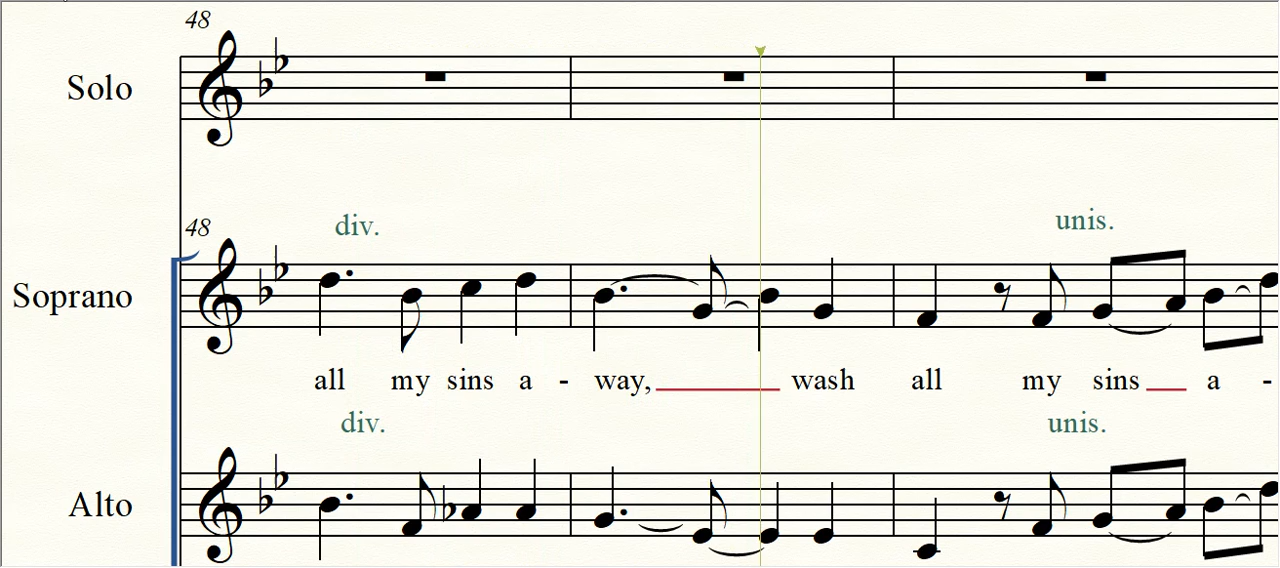 48
Solo
div.
48
unis.
Soprano
all my sins a - way, wash all my sins a -
div.
unis.
Alto